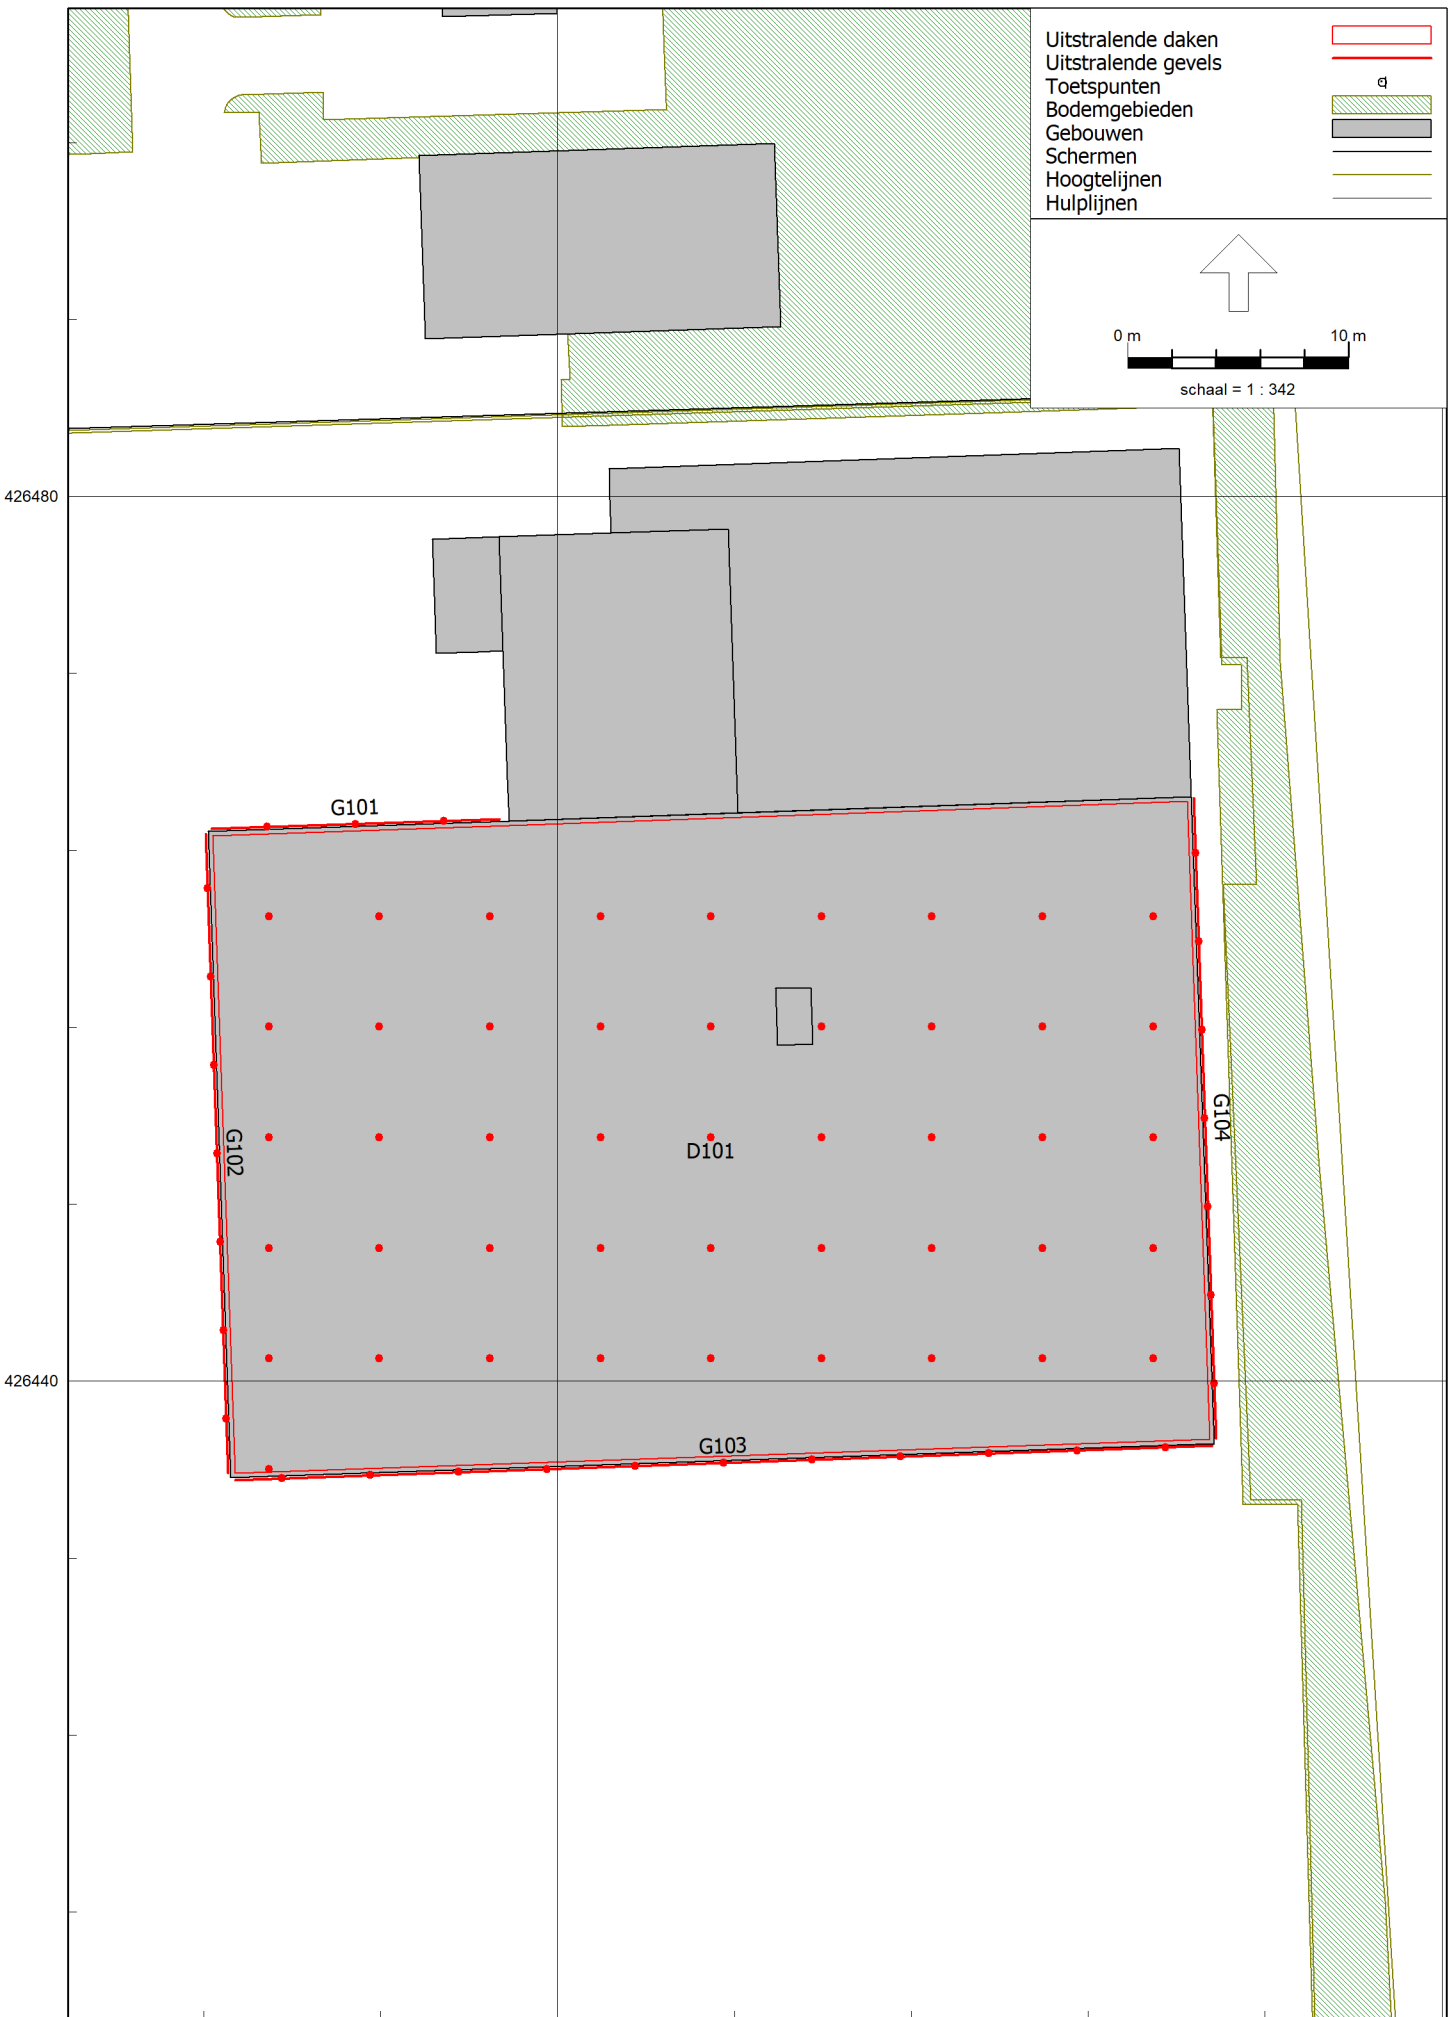 Uitstralende daken
Uitstralende gevels
Toetspunten
Bodemgebieden
Gebouwen
Schermen
Hoogtelijnen
Hulplijnen
0 m 10 m
schaal = 1 : 342
426480
G101
G102
G104
D101
426440
G103